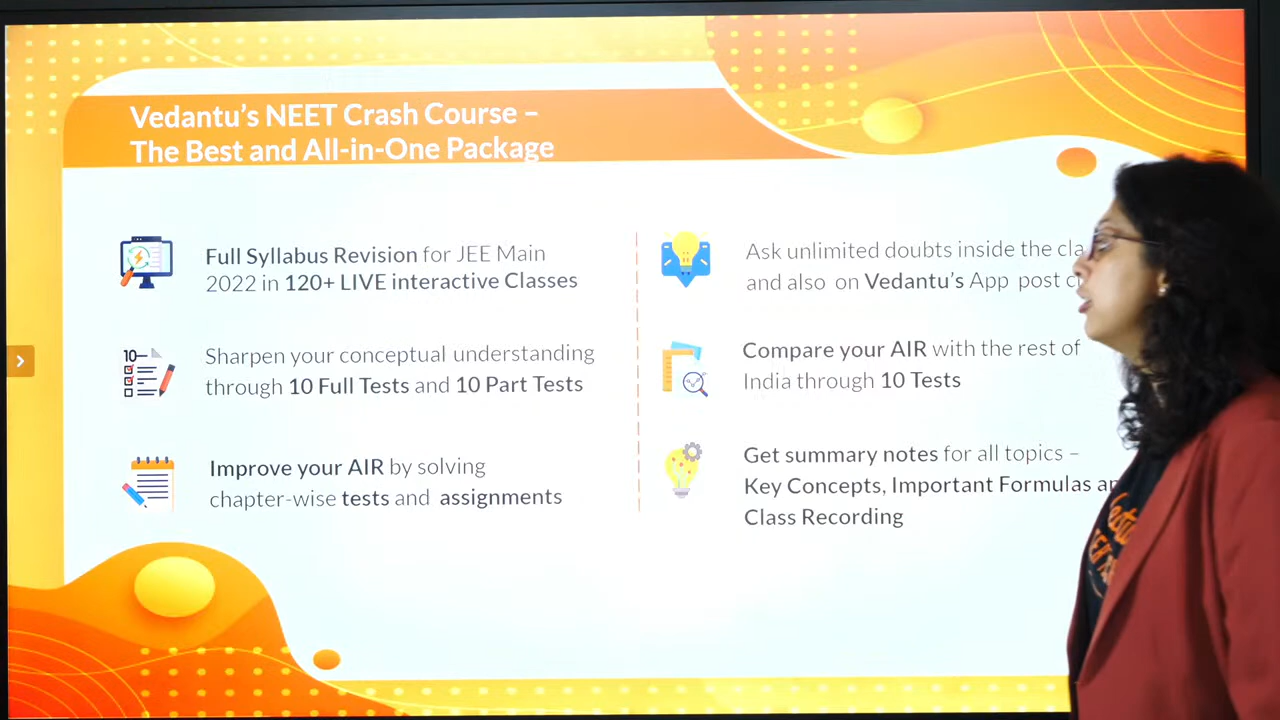 Vedantu's NEET Crash Course –
The Best and All-in-One Package
Full Syllabus Revision for JEE Main
2022 in 120+ LIVE interactive Classes
10
Sharpen your conceptual understanding
through 10 Full Tests and 10 Part Tests
Improve your AIR by solving
chapter-wise tests and assignments
Ask unlimited doubts inside the
and also on Vedantu's App post
Compare your AIR with the rest of
India through 10 Tests
Get summary notes for all topics –
Key Concepts, Important Formulas
Class Recording